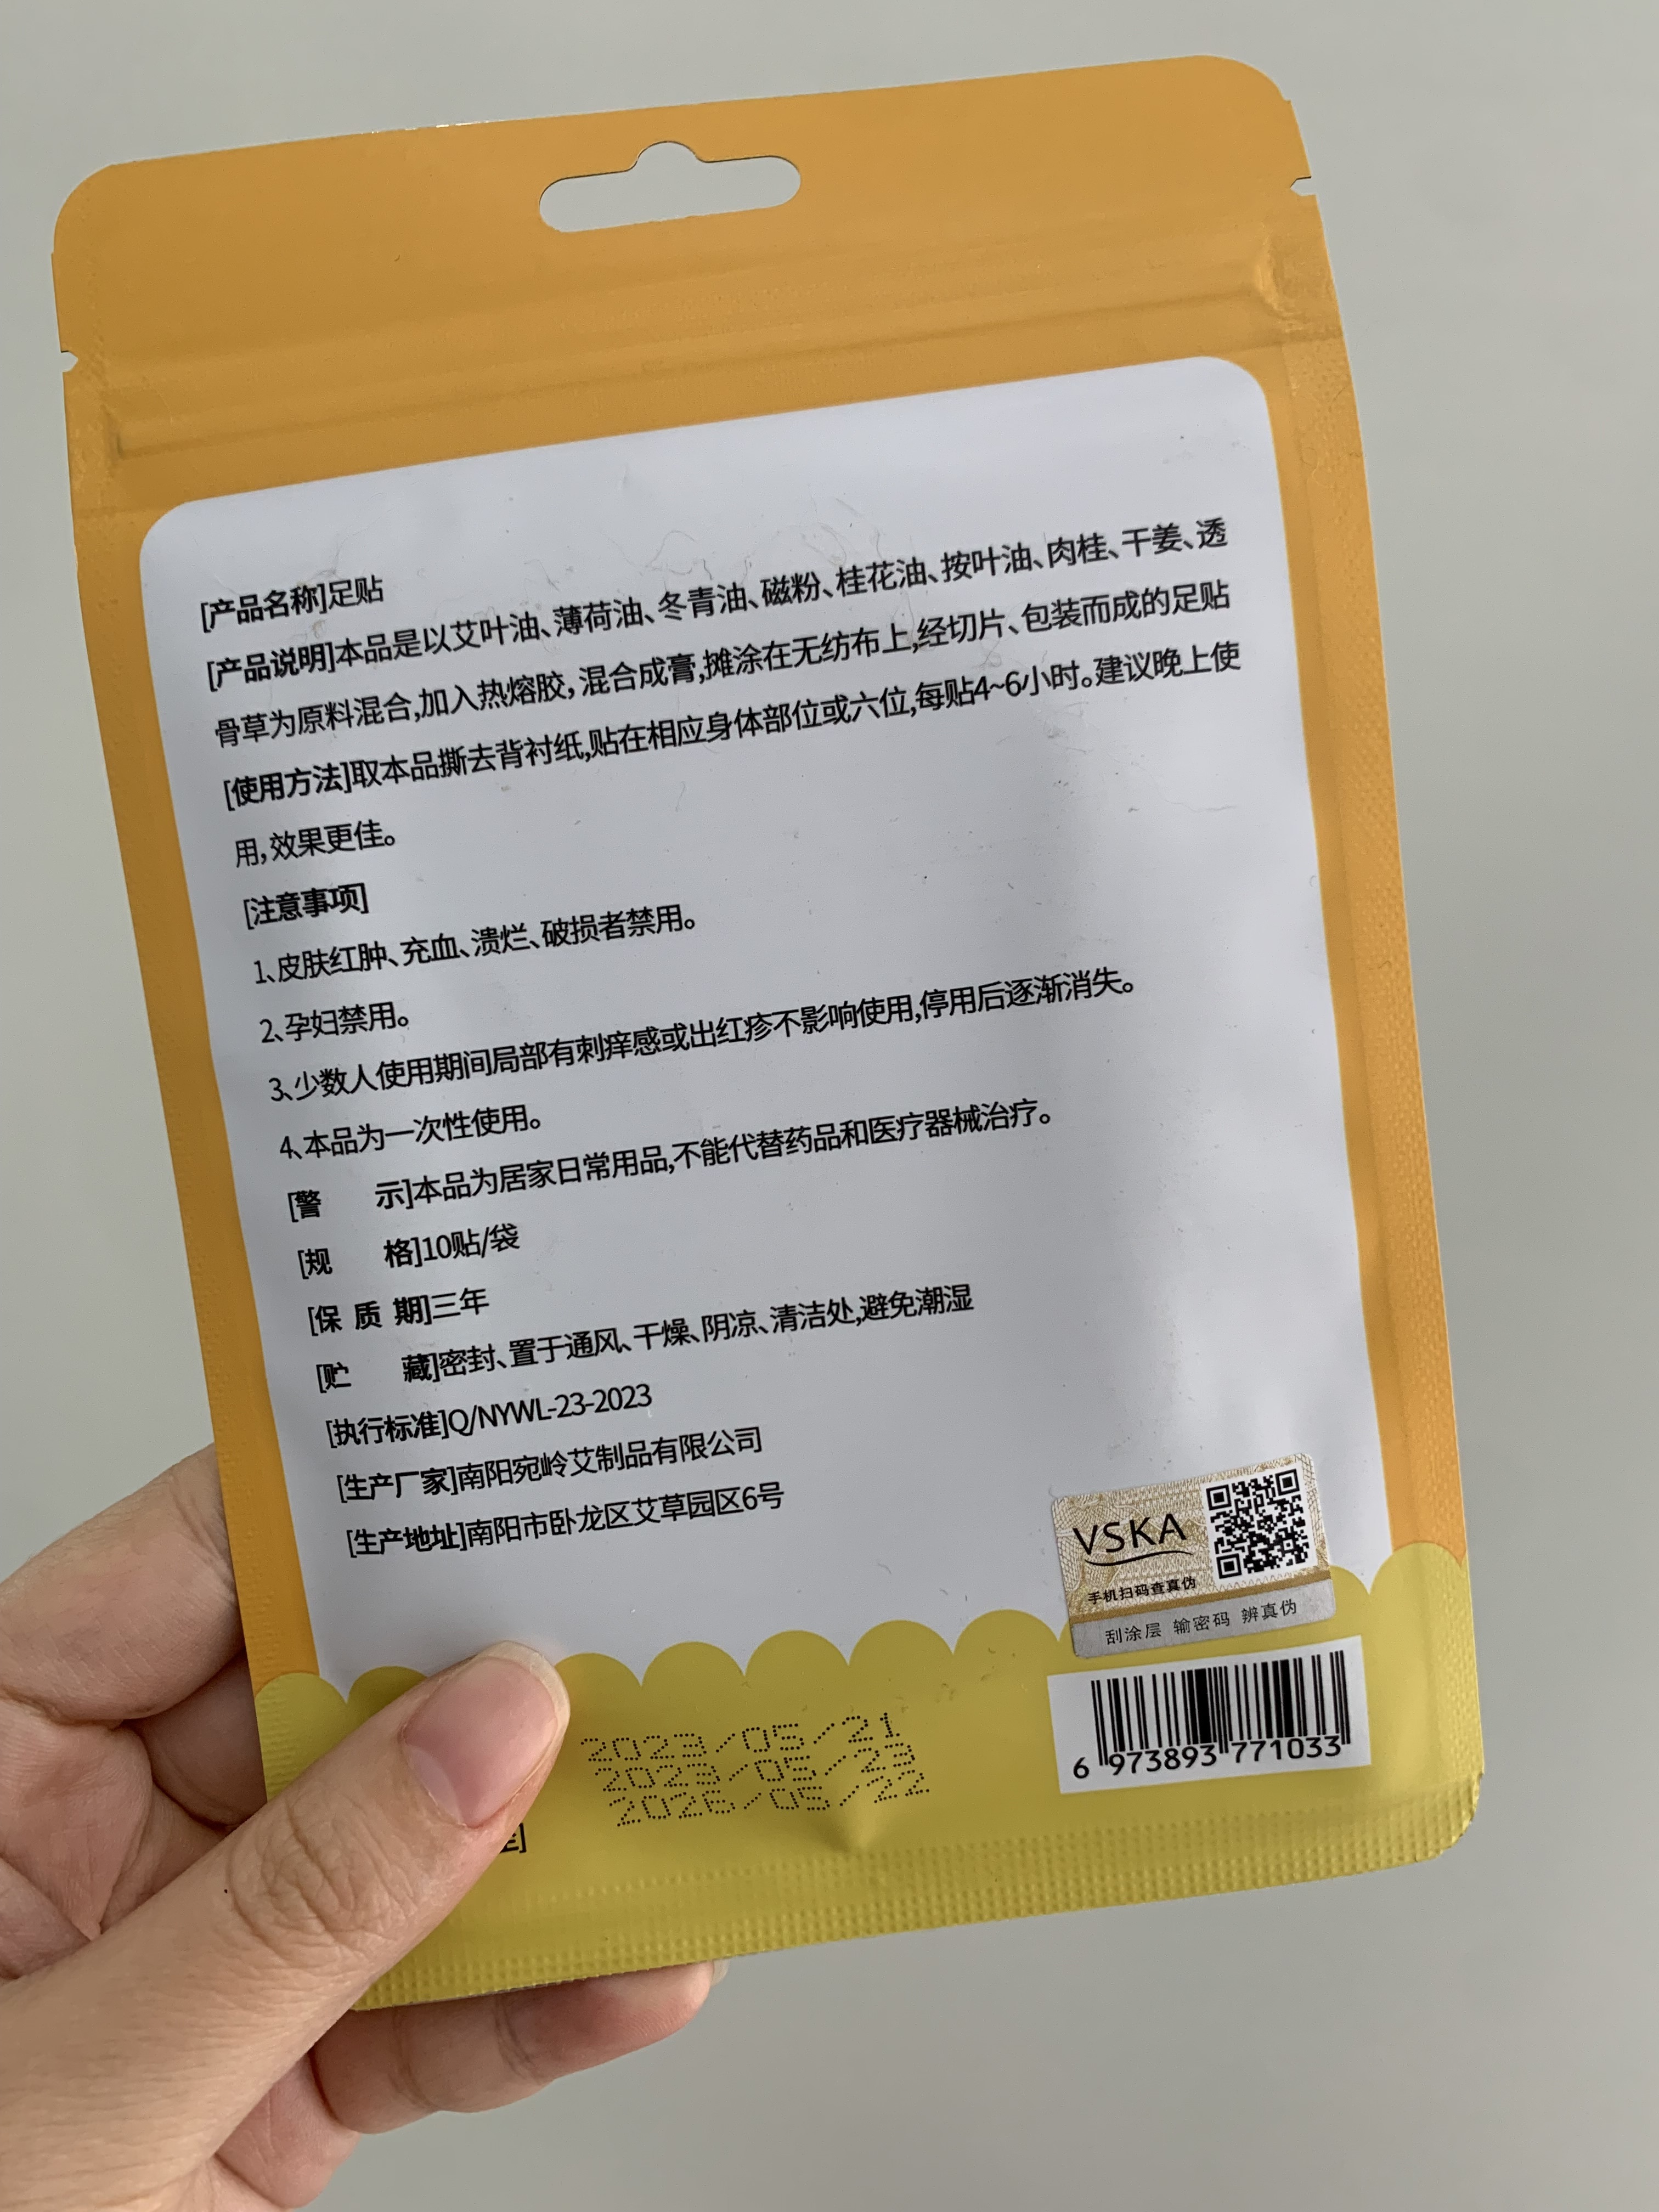 [产品名称]足贴
[产品说明]本品是以艾叶油、薄荷油、冬青油、磁粉、桂花油、按叶油、肉桂、干姜、透
骨草为原料混合,加入热熔胶,混合成膏,摊涂在无纺布上,经切片、包装而成的足贴
[使用方法]取本品撕去背衬纸,贴在相应身体部位或六位,每贴4~6小时。建议晚上使
用,效果更佳。
[注意事项]
1、皮肤红肿、充血、溃烂、破损者禁用。
2、孕妇禁用。
3、少数人使用期间局部有刺痒感或出红疹不影响使用,停用后逐渐消失。
4、本品为一次性使用。
[警 示]本品为居家日常用品,不能代替药品和医疗器械治疗。
[规 格]10贴/袋
[保 质 期]三年
[贮 藏]密封、置于通风、干燥、阴凉、清洁处,避免潮湿
[执行标准]Q/NYWL-23-2023
[生产厂家]南阳宛岭艾制品有限公司
[生产地址]南阳市卧龙区艾草园区6号
VSKA
手机扫码查真伪
刮涂层 输密码 辨真伪
2023/05/21
2023/05/23
2026/05/22
6 973893 771033